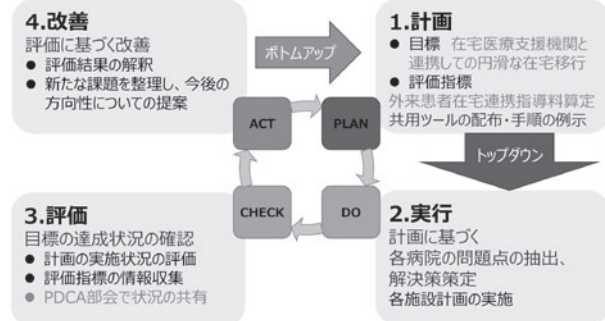 4.改善
評価に基づく改善
● 評価結果の解釈
● 新たな課題を整理し、今後の
方向性についての提案
ボトムアップ
1.計画
● 目標 在宅医療支援機関と
連携しての円滑な在宅移行
● 評価指標
外来患者在宅連携指導料算定
共用ツールの配布・手順の例示
トップダウン
ACT
PLAN
CHECK
DO
3.評価
目標の達成状況の確認
● 計画の実施状況の評価
● 評価指標の情報収集
● PDCA部会で状況の共有
2.実行
計画に基づく
各病院の問題点の抽出、
解決策策定
各施設計画の実施